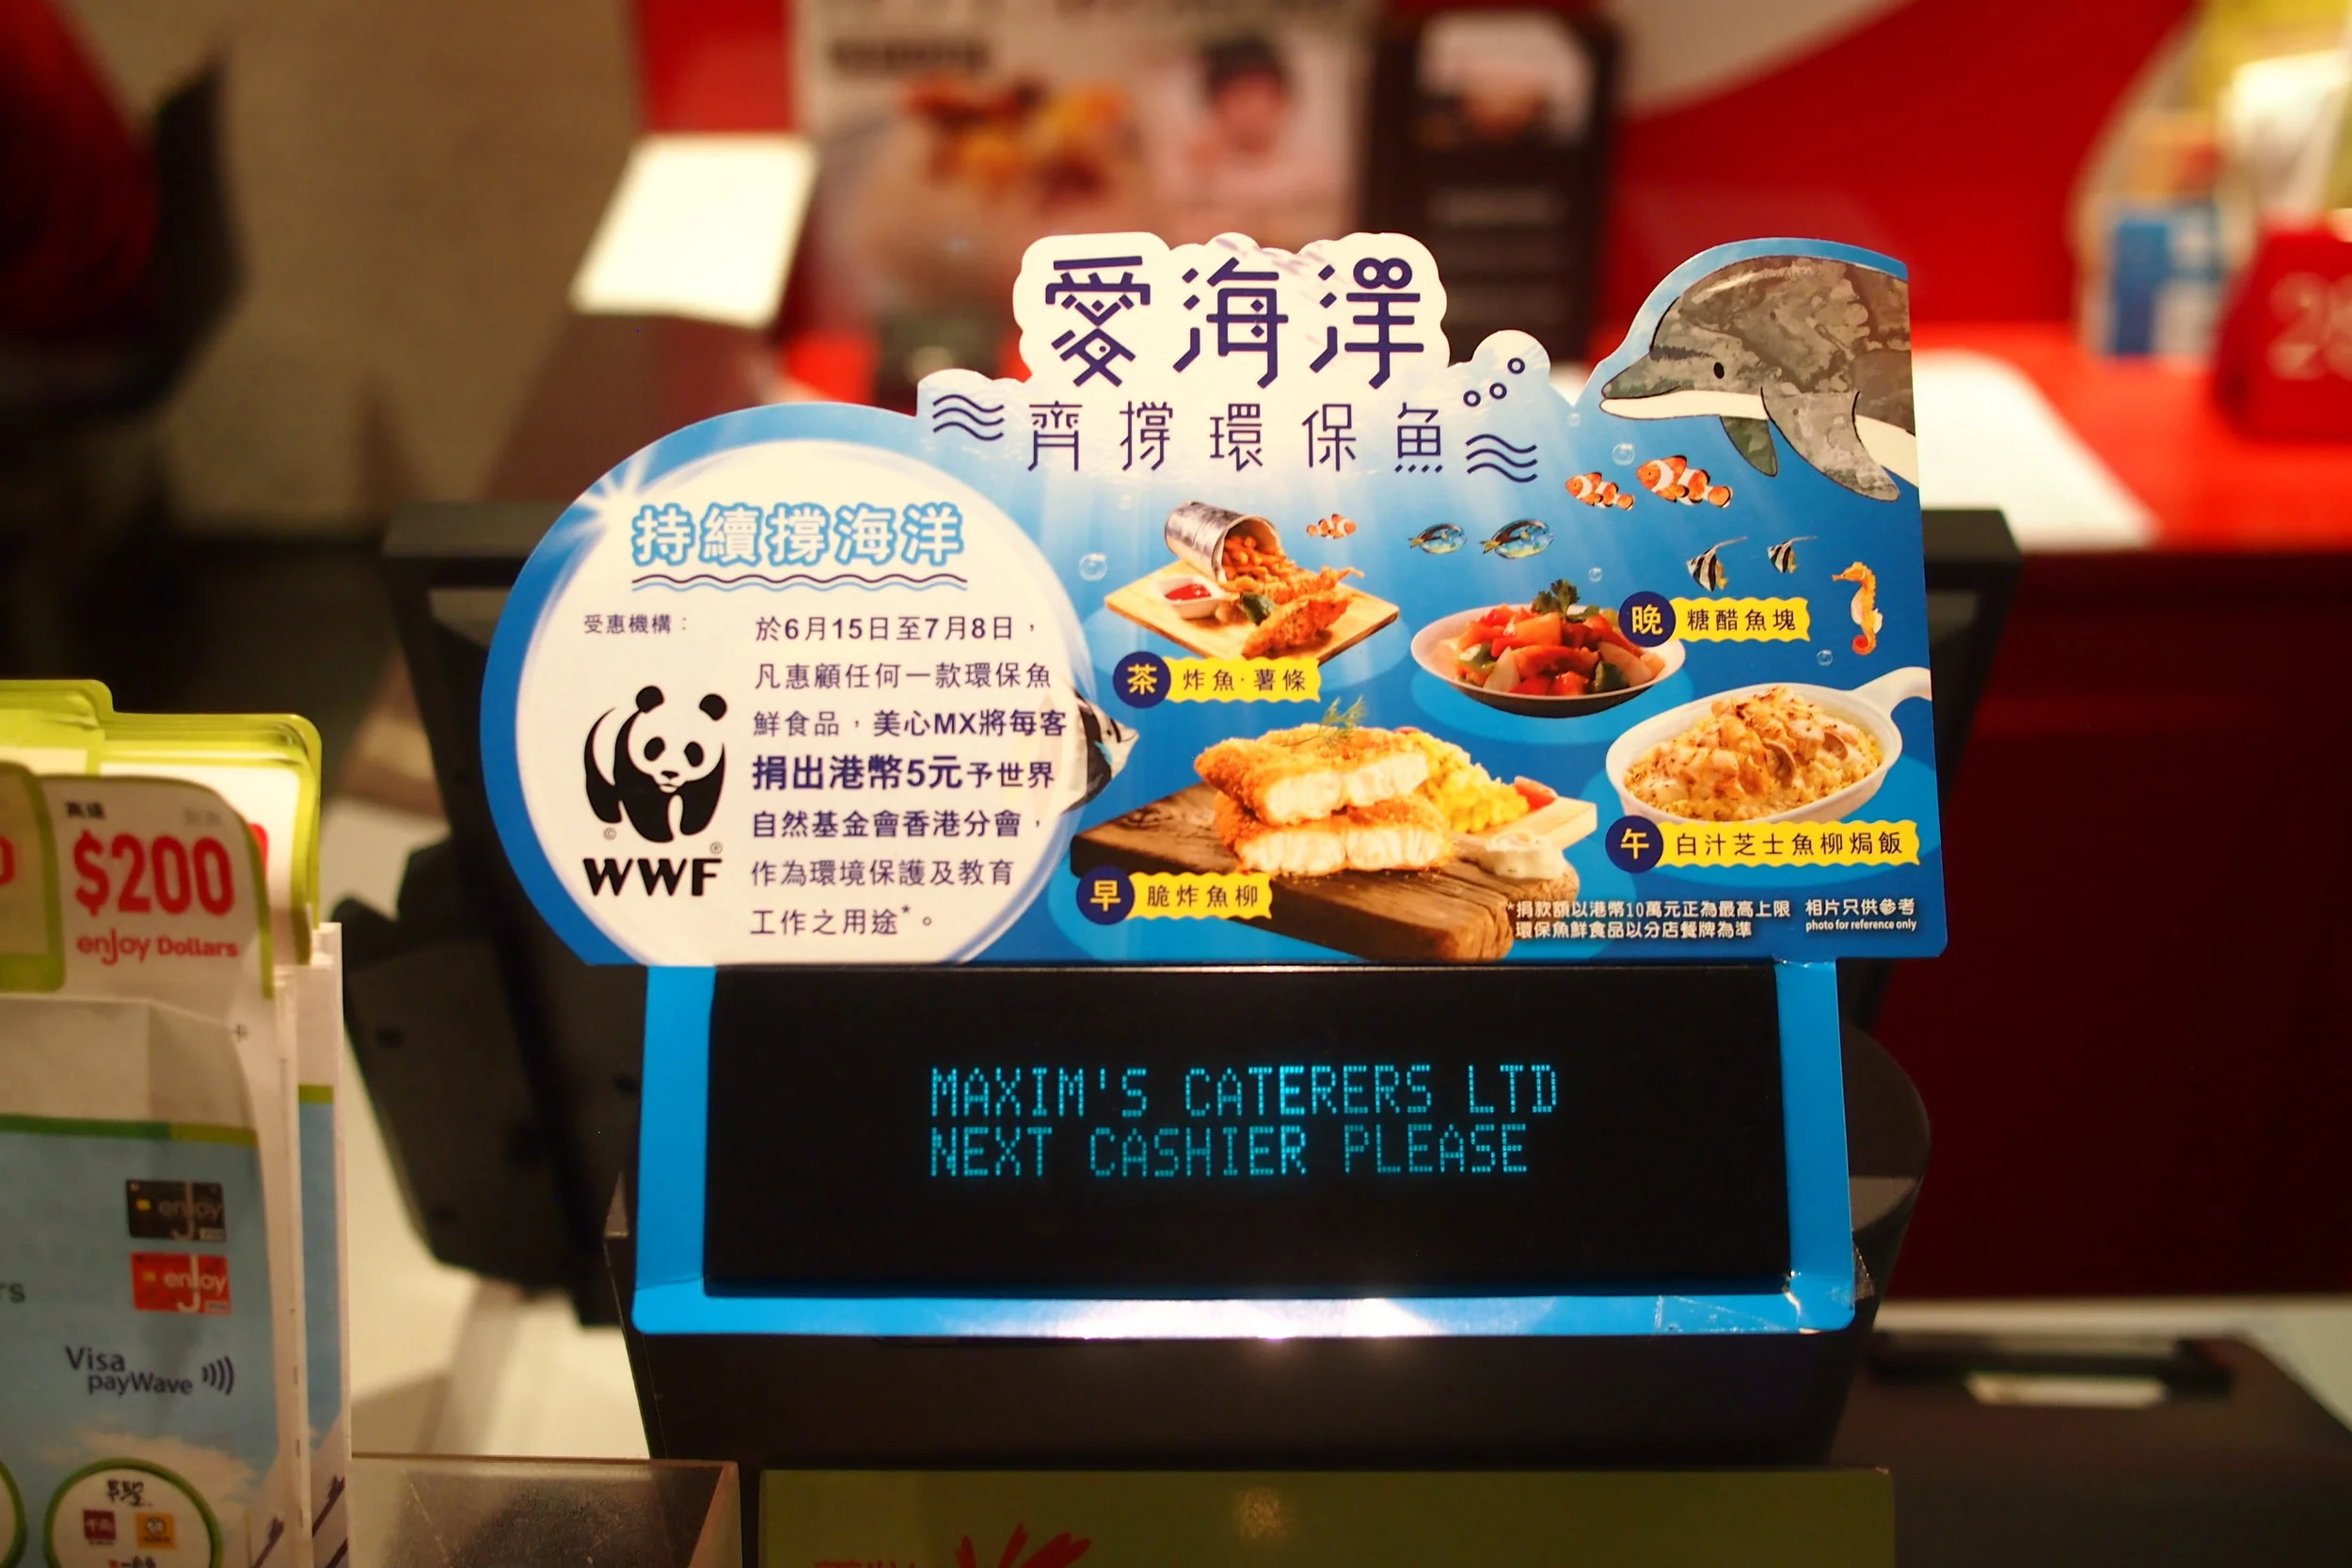 愛海洋
齊撐環保魚
持續撐海洋
受惠機構：
WWF
於6月15日至7月8日，
凡惠顧任何一款環保魚
鮮食品，美心MX將每客
捐出港幣5元予世界
自然基金會香港分會，
作為環境保護及教育
工作之用途*。
茶 炸魚·薯條
晚 糖醋魚塊
早 脆炸魚柳
午 白汁芝士魚柳焗飯
*捐款額以港幣10萬元正為最高上限
環保魚鮮食品以分店餐牌為準
相片只供參考
photo for reference only
MAXIM'S CATERERS LTD
NEXT CASHIER PLEASE
$200
enjoy Dollars
enjoy
enjoy
Visa
payWave